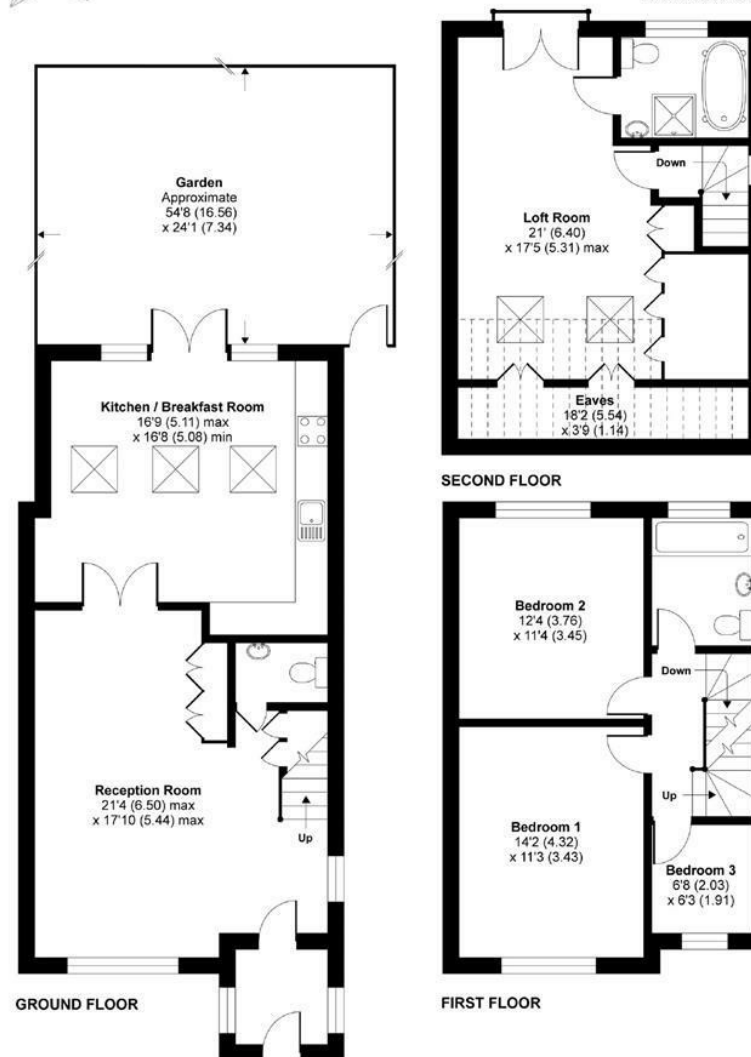 Garden
Approximate
54'8 (16.56)
x 24'1 (7.34)
Kitchen / Breakfast Room
16'9 (5.11) max
x 16'8 (5.08) min
Reception Room
21'4 (6.50) max
x 17'10 (5.44) max
Up
GROUND FLOOR
Down
Loft Room
21' (6.40)
x 17'5 (5.31) max
Eaves
18'2 (5.54)
x 3'9 (1.14)
SECOND FLOOR
Bedroom 2
12'4 (3.76)
x 11'4 (3.45)
Down
Up
Bedroom 1
14'2 (4.32)
x 11'3 (3.43)
Bedroom 3
6'8 (2.03)
x 6'3 (1.91)
FIRST FLOOR